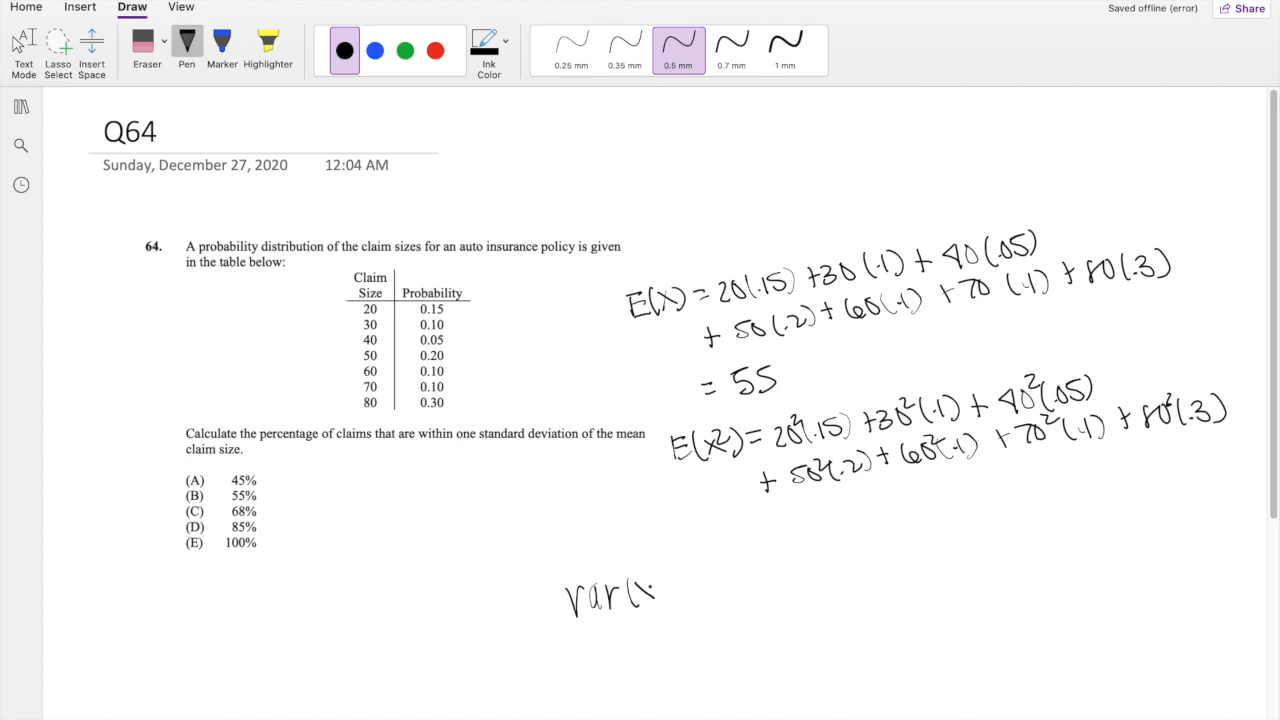 Home Insert Draw View
Saved offline (error) Share
Text Mode
Lasso Select
Insert Space
Eraser Pen Marker Highlighter
Ink Color
0.25 mm 0.35 mm 0.5 mm 0.7 mm 1 mm
Q64
Sunday, December 27, 2020 12:04 AM
64. A probability distribution of the claim sizes for an auto insurance policy is given
in the table below:
Claim
Size Probability
20 0.15
30 0.10
40 0.05
50 0.20
60 0.10
70 0.10
80 0.30
Calculate the percentage of claims that are within one standard deviation of the mean
claim size.
(A) 45%
(B) 55%
(C) 68%
(D) 85%
(E) 100%
E(X) = 20(.15) + 30(.1) + 40(.05)
+ 50(.2) + 60(.1) + 70(.1) + 80(.3)
= 55
E(X²) = 20²(.15) + 30²(.1) + 40²(.05)
+ 50²(.2) + 60²(.1) + 70²(.1) + 80²(.3)
Var(x